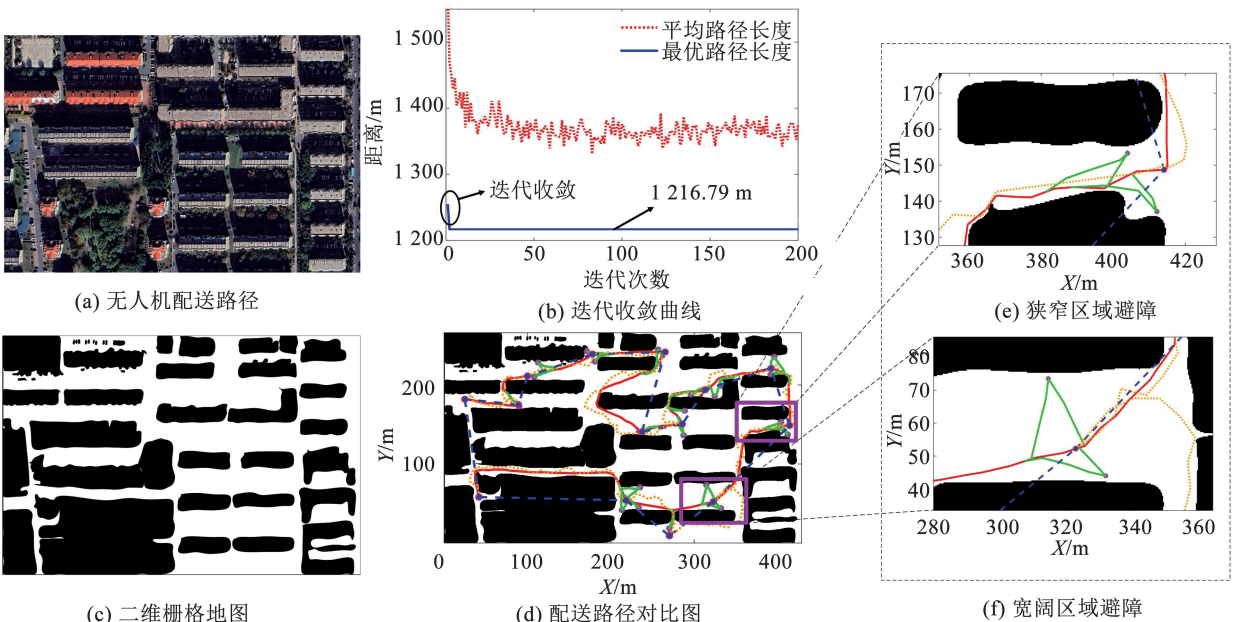 (a) 无人机配送路径
1 500
1 400
1 300
1 200
距离/m
平均路径长度
最优路径长度
迭代收敛
1 216.79 m
0 50 100 150 200
迭代次数
(b) 迭代收敛曲线
(c) 二维栅格地图
200
100
Y/m
0 100 200 300 400
X/m
(d) 配送路径对比图
170
160
150
140
130
Y/m
360 380 400 420
X/m
(e) 狭窄区域避障
80
70
60
50
40
Y/m
280 300 320 340 360
X/m
(f) 宽阔区域避障